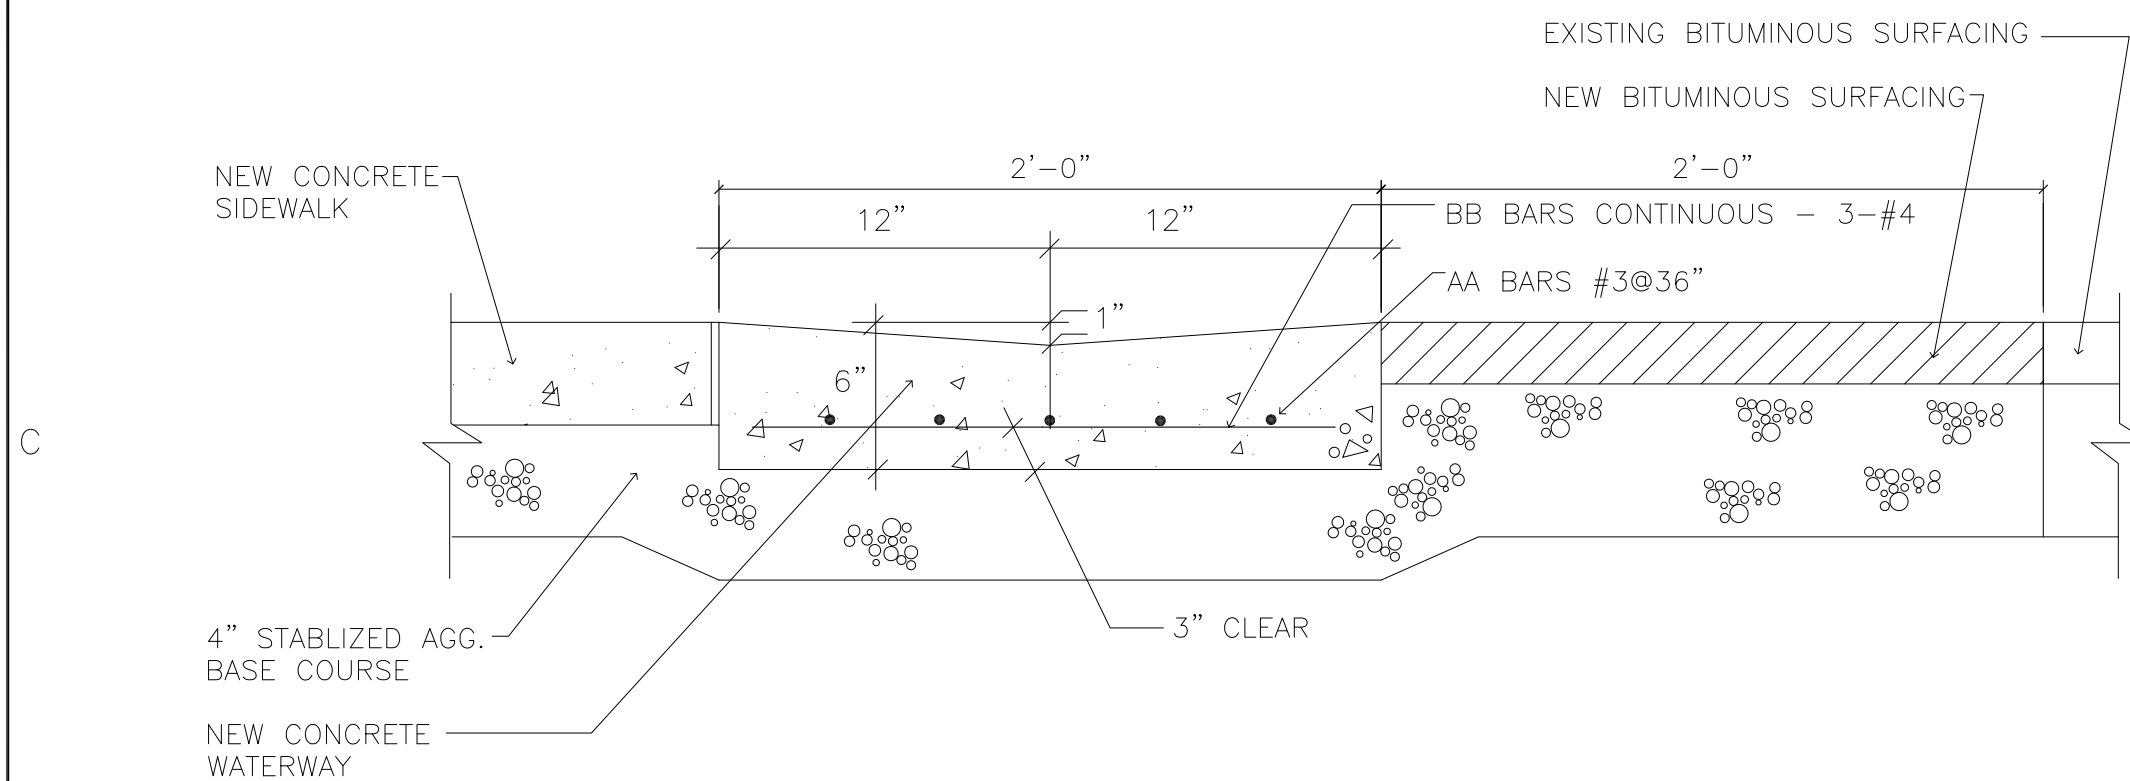 EXISTING BITUMINOUS SURFACING
NEW BITUMINOUS SURFACING
2'-0"
2'-0"
NEW CONCRETE
SIDEWALK
12"
12"
BB BARS CONTINUOUS - 3-#4
AA BARS #3@36"
1"
6"
C
3" CLEAR
4" STABLIZED AGG.
BASE COURSE
NEW CONCRETE
WATERWAY